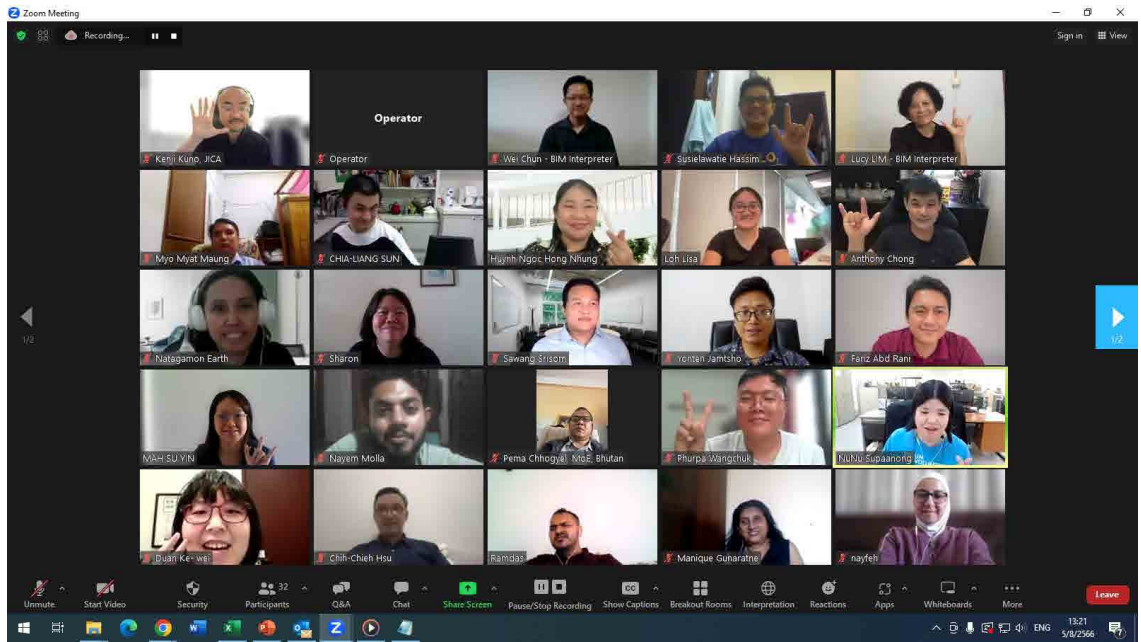 Zoom Meeting
Recording...
Sign in
View
Operator
Kenji Kuno, JICA
Operator
Wei Chun - BIM Interpreter
Susielawatie Hassim
Lucy LIM - BIM Interpreter
Myo Myat Maung
CHIA-LIANG SUN
Huynh Ngoc Hong Nhung
Loh Lisa
Anthony Chong
1/2
Natagamon Earth
Sharon
Sawang Srisom
Yonten Jamtsho
Fariz Abd Rani
1/2
MAH SU YIN
Nayem Molla
Pema Chhogyel, MoE, Bhutan
Phurpa Wangchuk
NuNu Supaanong
Duan Ke- wei
Chih-Chieh Hsu
Ramdas
Manique Gunaratne
nayfeh
Unmute
Start Video
Security
32
Participants
Q&A
Chat
Share Screen
Pause/Stop Recording
CC
Show Captions
Breakout Rooms
Interpretation
Reactions
Apps
Whiteboards
More
Leave
ENG
13:21
5/8/2566